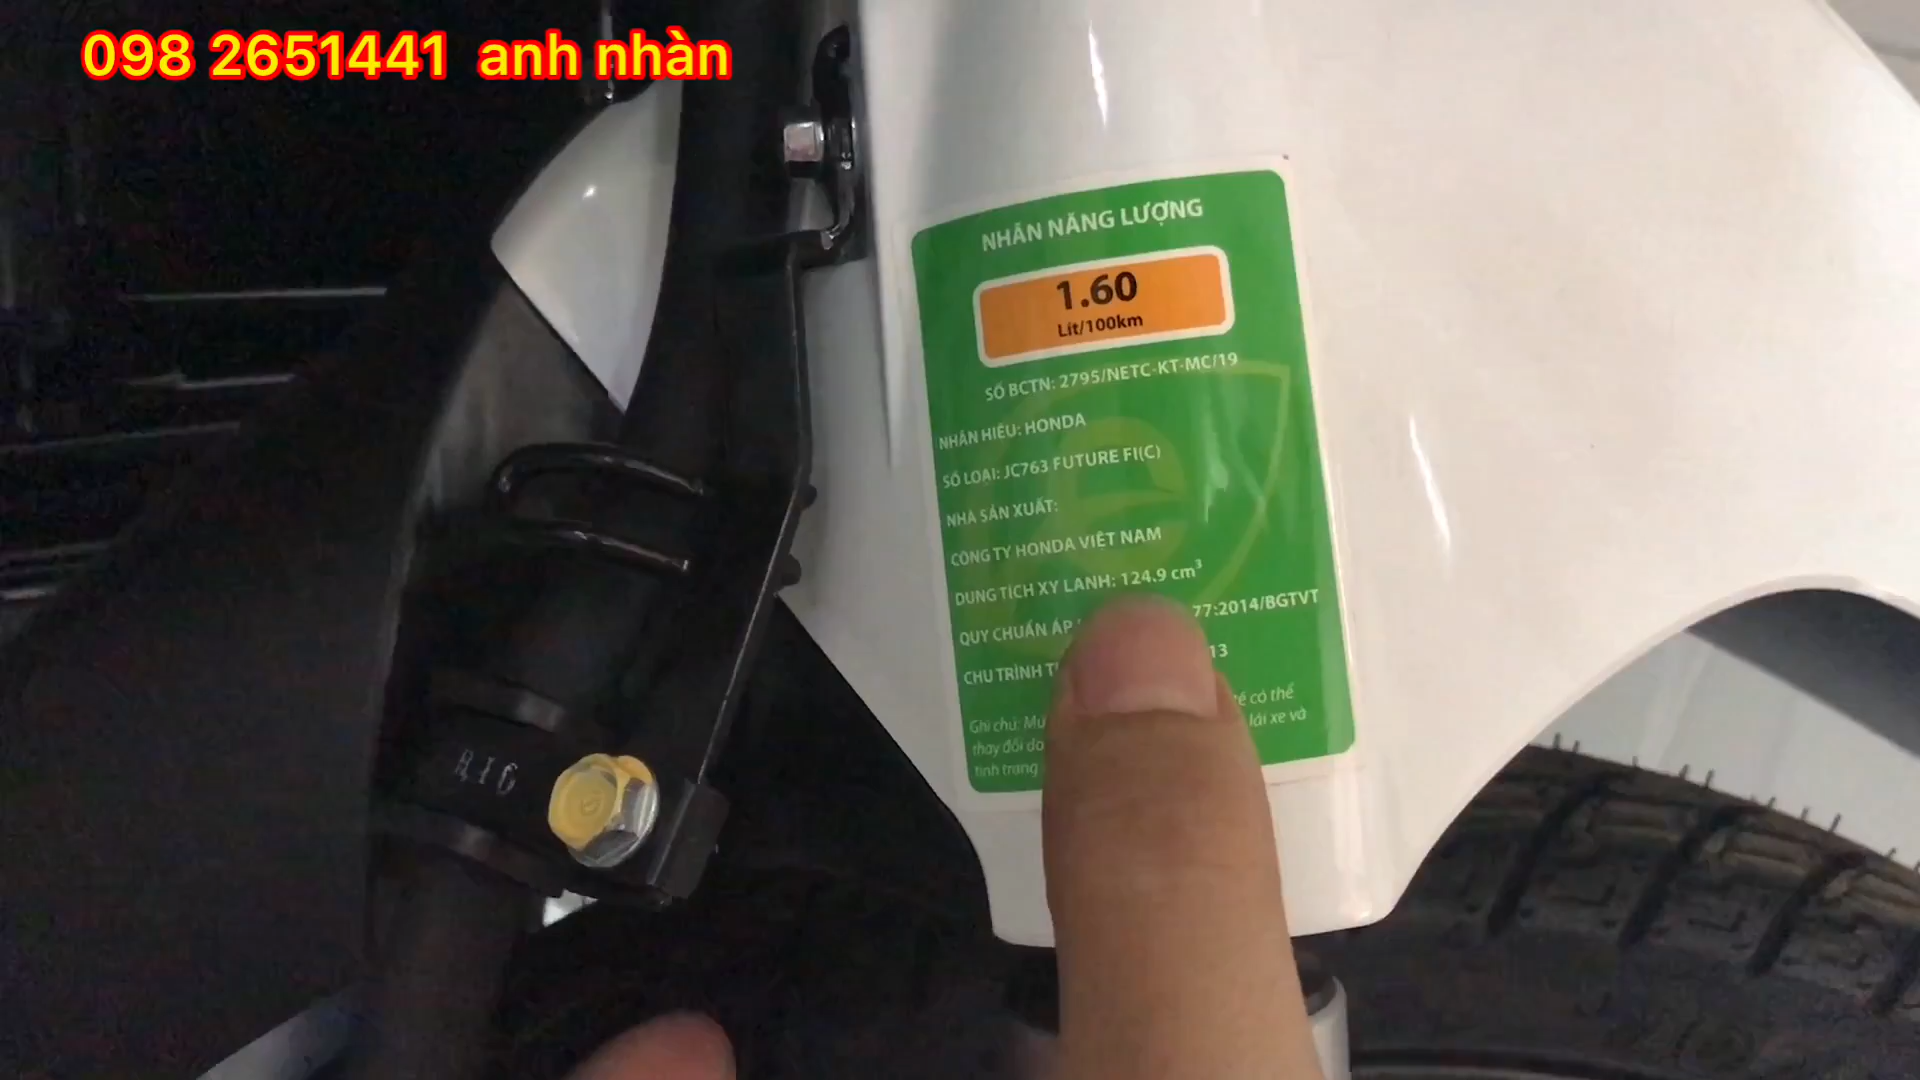 098 2651441 anh nhàn
NHÃN NĂNG LƯỢNG
1.60
Lít/100km
SỐ BCTN: 2795/NETC-KT-MC/19
NHÃN HIỆU: HONDA
SỐ LOẠI: JC763 FUTURE FI(C)
NHÀ SẢN XUẤT:
CÔNG TY HONDA VIỆT NAM
DUNG TÍCH XY LANH: 124.9 cm³
QUY CHUẨN ÁP 77:2014/BGTVT
CHU TRÌNH 13
Ghi chú: có thể
thay đổi lái xe và
tình trạng